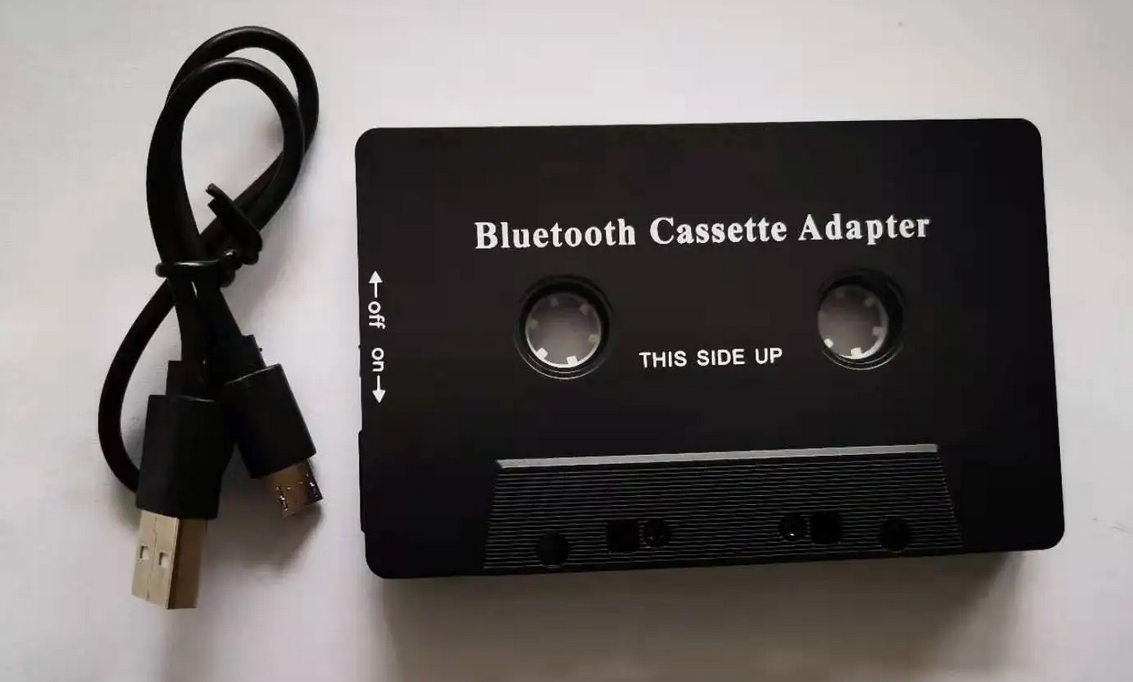 Bluetooth Cassette Adapter
←off on→
THIS SIDE UP